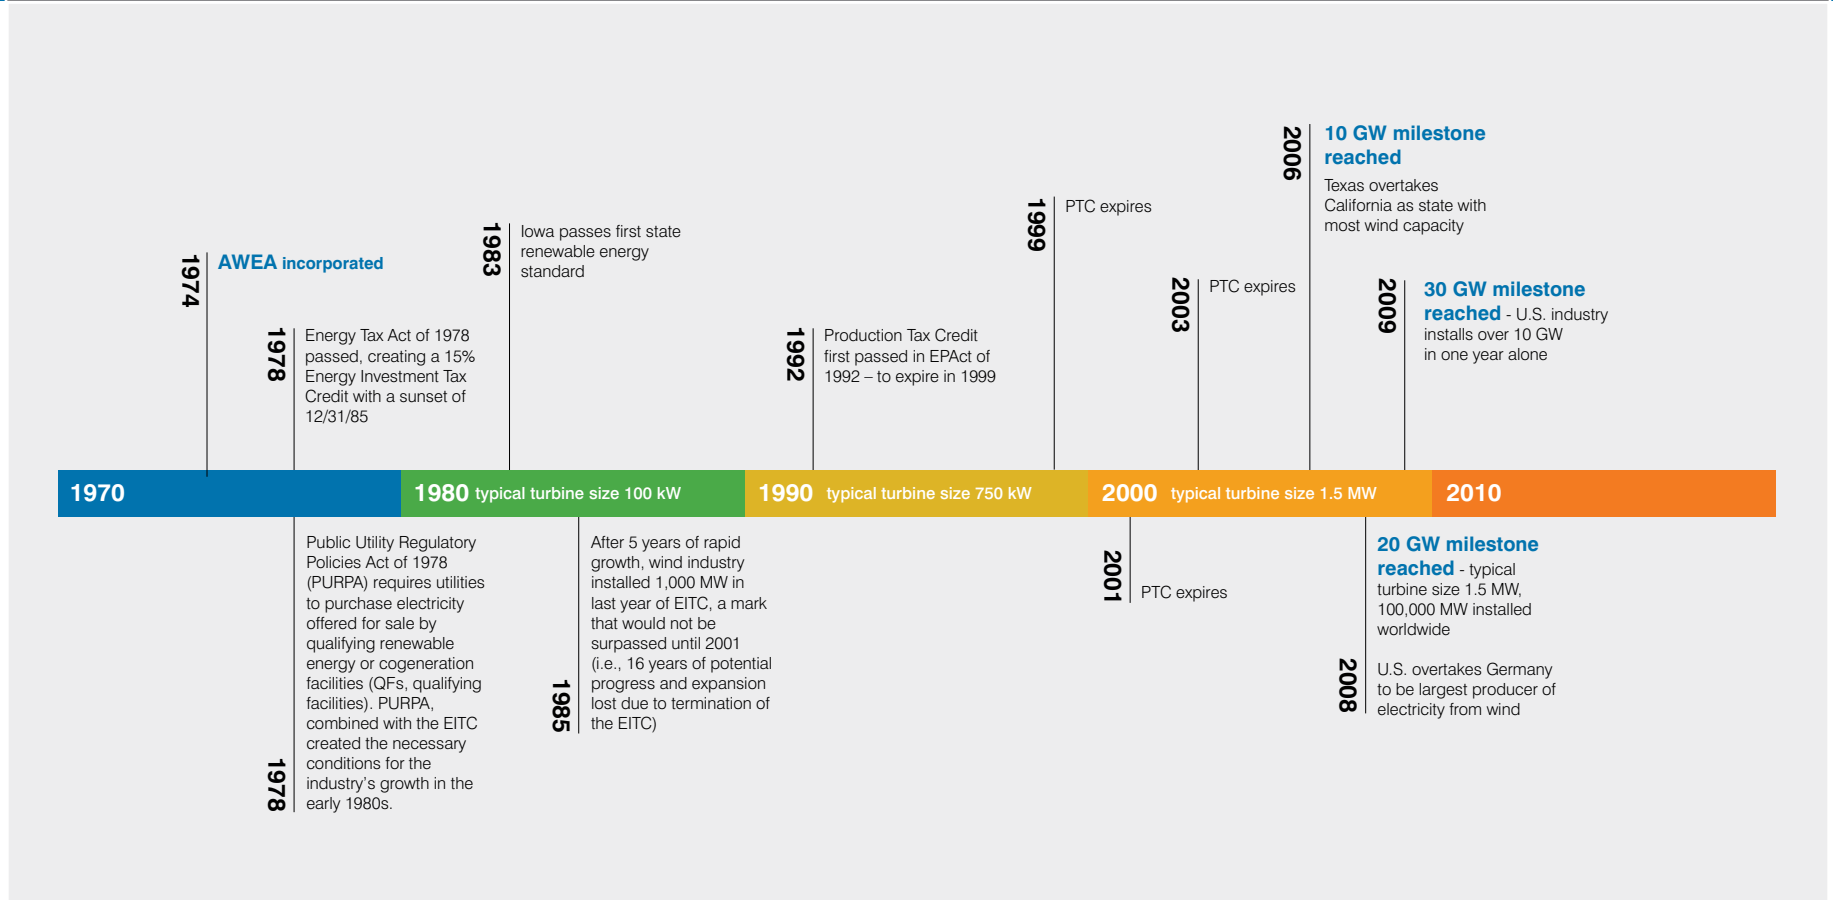 1974
AWEA incorporated
1978
Energy Tax Act of 1978
passed, creating a 15%
Energy Investment Tax
Credit with a sunset of
12/31/85
1983
Iowa passes first state
renewable energy
standard
1992
Production Tax Credit
first passed in EPAct of
1992 – to expire in 1999
1999
PTC expires
2003
PTC expires
2006
10 GW milestone
reached
Texas overtakes
California as state with
most wind capacity
2009
30 GW milestone
reached - U.S. industry
installs over 10 GW
in one year alone
1970
1980 typical turbine size 100 kW
1990 typical turbine size 750 kW
2000 typical turbine size 1.5 MW
2010
1978
Public Utility Regulatory
Policies Act of 1978
(PURPA) requires utilities
to purchase electricity
offered for sale by
qualifying renewable
energy or cogeneration
facilities (QFs, qualifying
facilities). PURPA,
combined with the EITC
created the necessary
conditions for the
industry’s growth in the
early 1980s.
1985
After 5 years of rapid
growth, wind industry
installed 1,000 MW in
last year of EITC, a mark
that would not be
surpassed until 2001
(i.e., 16 years of potential
progress and expansion
lost due to termination of
the EITC)
2001
PTC expires
2008
20 GW milestone
reached - typical
turbine size 1.5 MW,
100,000 MW installed
worldwide
U.S. overtakes Germany
to be largest producer of
electricity from wind